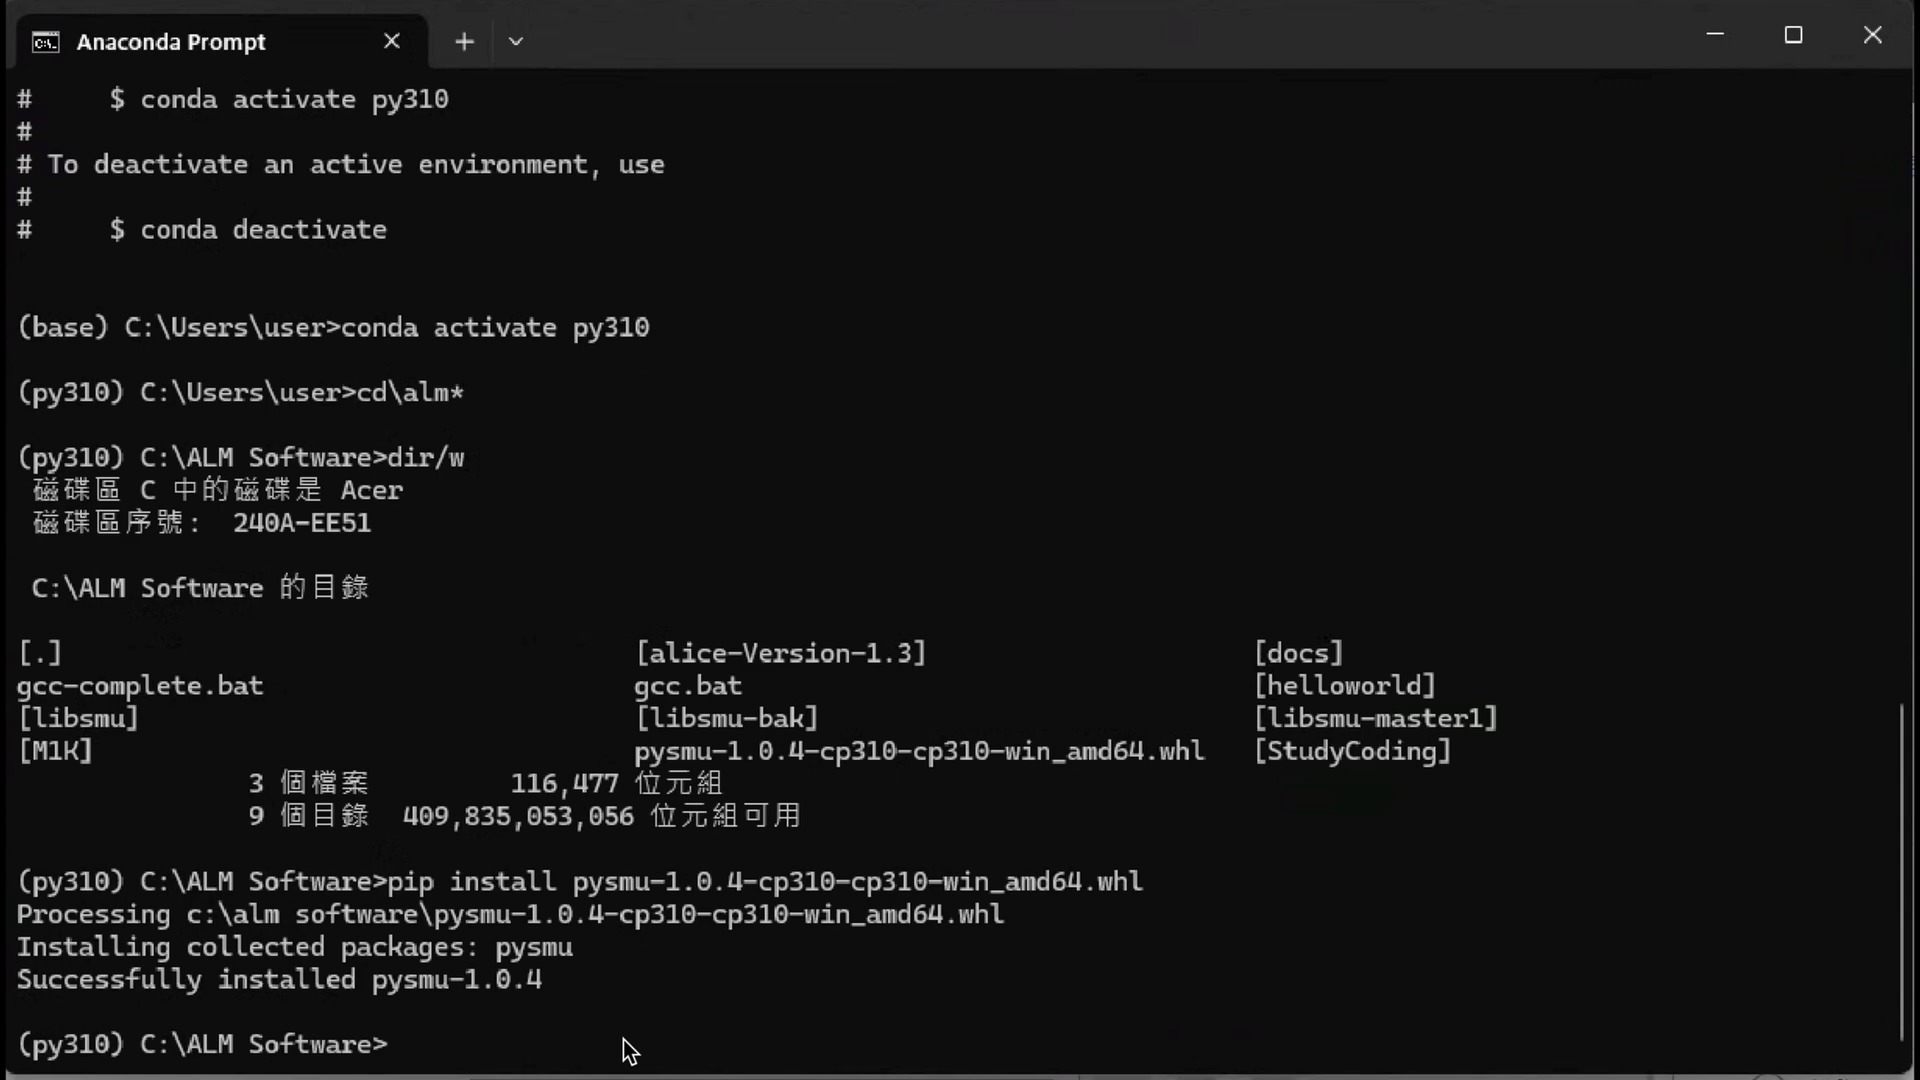 Anaconda Prompt
#     $ conda activate py310
#
# To deactivate an active environment, use
#
#     $ conda deactivate
(base) C:\Users\user>conda activate py310
(py310) C:\Users\user>cd\alm*
(py310) C:\ALM Software>dir/w
磁碟區 C 中的磁碟是 Acer
磁碟區序號:  240A-EE51
C:\ALM Software 的目錄
[.]    [alice-Version-1.3]    [docs]
gcc-complete.bat    gcc.bat    [helloworld]
[libsmu]    [libsmu-bak]    [libsmu-master1]
[M1K]    pysmu-1.0.4-cp310-cp310-win_amd64.whl    [StudyCoding]
3 個檔案    116,477 位元組
9 個目錄  409,835,053,056 位元組可用
(py310) C:\ALM Software>pip install pysmu-1.0.4-cp310-cp310-win_amd64.whl
Processing c:\alm software\pysmu-1.0.4-cp310-cp310-win_amd64.whl
Installing collected packages: pysmu
Successfully installed pysmu-1.0.4
(py310) C:\ALM Software>